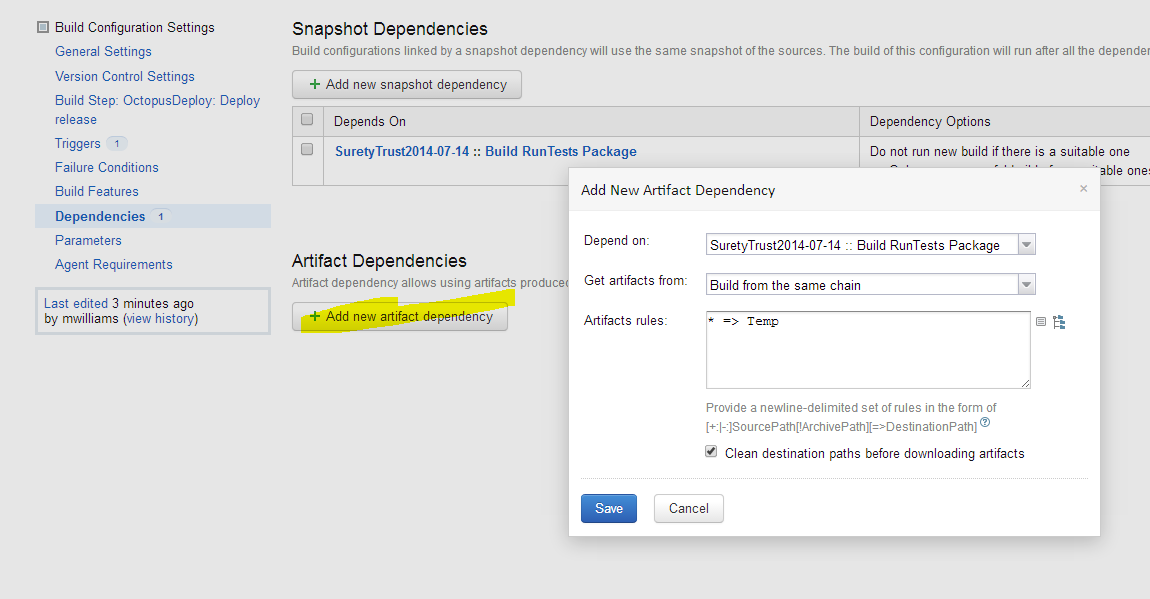 Build Configuration Settings
General Settings
Version Control Settings
Build Step: OctopusDeploy: Deploy
release
Triggers 1
Failure Conditions
Build Features
Dependencies 1
Parameters
Agent Requirements
Last edited 3 minutes ago
by mwilliams (view history)
Snapshot Dependencies
Build configurations linked by a snapshot dependency will use the same snapshot of the sources. The build of this configuration will run after all the
+ Add new snapshot dependency
Depends On
Dependency Options
SuretyTrust2014-07-14 :: Build RunTests Package
Do not run new build if there is a suitable one
Artifact Dependencies
Artifact dependency allows using artifacts produced
+ Add new artifact dependency
Add New Artifact Dependency
×
Depend on:
SuretyTrust2014-07-14 :: Build RunTests Package
Get artifacts from:
Build from the same chain
Artifacts rules:
* => Temp
Provide a newline-delimited set of rules in the form of
[+:|-:]SourcePath[!ArchivePath][=>DestinationPath] ?
Clean destination paths before downloading artifacts
Save
Cancel